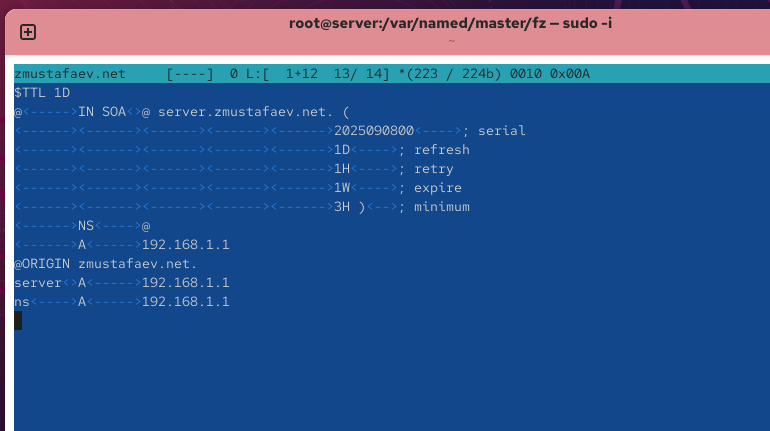 root@server:/var/named/master/fz — sudo -i
~
zmustafaev.net     [----]  0 L:[  1+12  13/ 14] *(223 / 224b) 0010 0x00A
$TTL 1D
@<----->IN SOA<>@ server.zmustafaev.net. (
<------><------><------><------><------>2025090800<---->; serial
<------><------><------><------><------>1D<---->; refresh
<------><------><------><------><------>1H<---->; retry
<------><------><------><------><------>1W<---->; expire
<------><------><------><------><------>3H )<-->; minimum
<------>NS<---->@
<------>A<----->192.168.1.1
@ORIGIN zmustafaev.net.
server<>A<----->192.168.1.1
ns<---->A<----->192.168.1.1